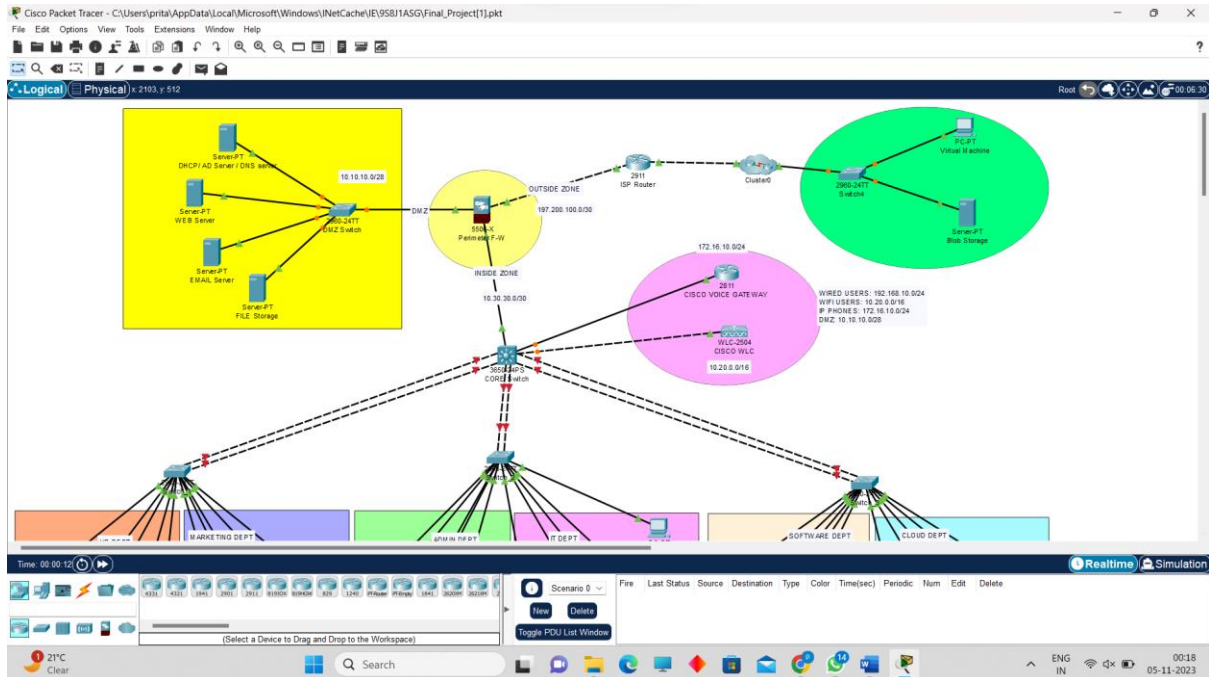 Cisco Packet Tracer - C:\Users\prita\AppData\Local\Microsoft\Windows\INetCache\IE\9S8J1ASG\Final_Project[1].pkt
File Edit Options View Tools Extensions Window Help
?
Logical
Physical
x: 2103, y: 512
Root
00:06:30
Server-PT
DHCP/ AD Server / DNS server
Server-PT
WEB Server
Server-PT
EMAIL Server
Server-PT
FILE Storage
10.10.10.0/28
2960-24TT
DMZ Switch
DMZ
5506-X
Perimeter F-W
OUTSIDE ZONE
197.200.100.0/30
INSIDE ZONE
10.30.30.0/30
2911
ISP Router
Cluster0
2960-24TT
Switch4
PC-PT
Virtual Machine
Server-PT
Blob Storage
172.16.10.0/24
2811
CISCO VOICE GATEWAY
WLC-2504
CISCO WLC
10.20.0.0/16
WIRED USERS: 192.168.10.0/24
WIFI USERS: 10.20.0.0/16
IP PHONES: 172.16.10.0/24
DMZ: 10.10.10.0/28
3650-24PS
CORE Switch
MARKETING DEPT
ADMIN DEPT
IT DEPT
SOFTWARE DEPT
CLOUD DEPT
Time: 00:00:12
Realtime
Simulation
4331 4321 1941 2901 2911 819IOX 819HGW 829 1240 PT-Router PT-Empty 1841 2620XM 2621XM
(Select a Device to Drag and Drop to the Workspace)
Scenario 0
New
Delete
Toggle PDU List Window
Fire Last Status Source Destination Type Color Time(sec) Periodic Num Edit Delete
1
21°C
Clear
Search
14
ENG
IN
00:18
05-11-2023